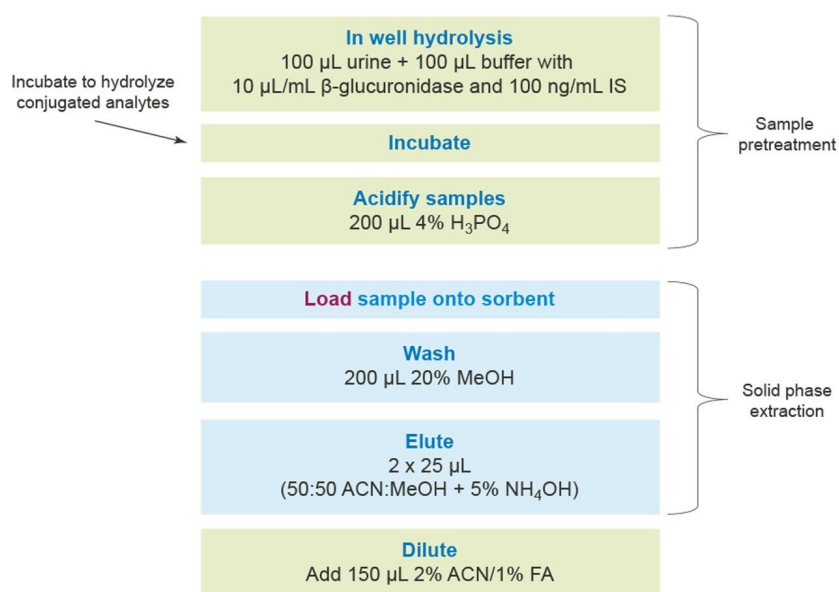 In well hydrolysis
100 µL urine + 100 µL buffer with
10 µL/mL β-glucuronidase and 100 ng/mL IS
Incubate to hydrolyze
conjugated analytes
Incubate
Sample
pretreatment
Acidify samples
200 µL 4% H₃PO₄
Load sample onto sorbent
Wash
200 µL 20% MeOH
Solid phase
extraction
Elute
2 x 25 µL
(50:50 ACN:MeOH + 5% NH₄OH)
Dilute
Add 150 µL 2% ACN/1% FA